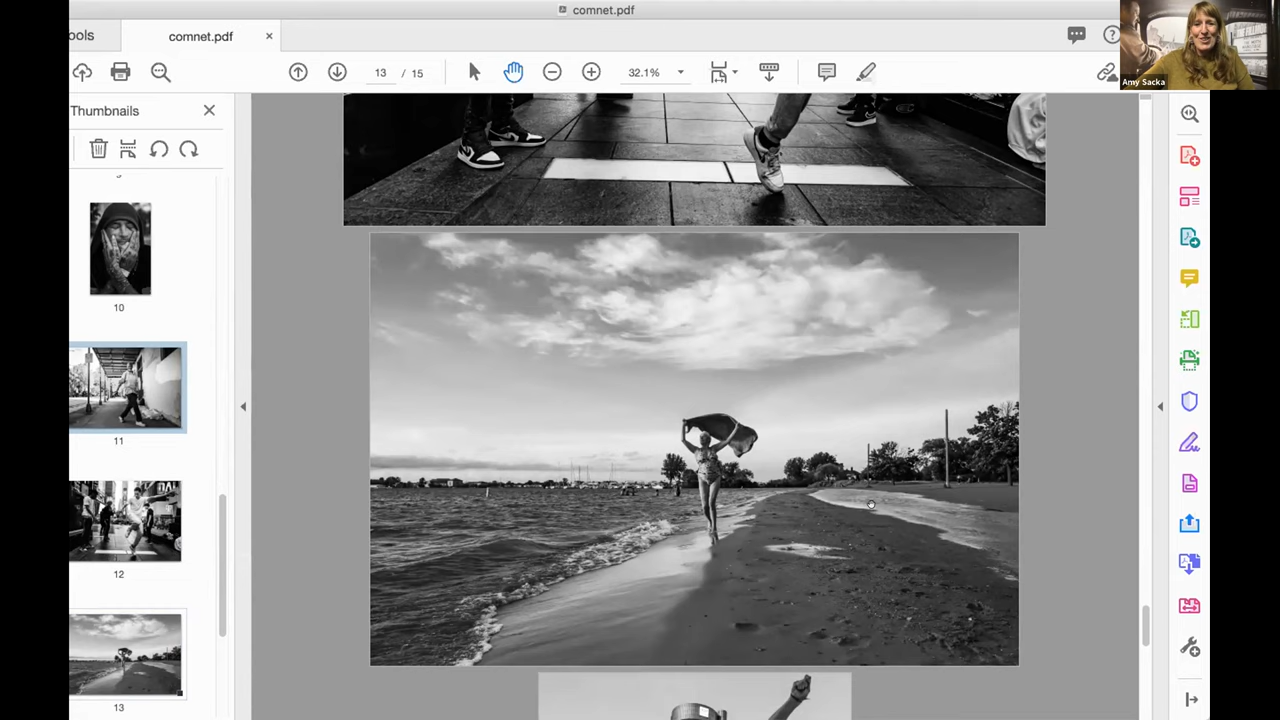 comnet.pdf
ools
comnet.pdf
13 / 15
32.1%
Amy Sacka
Thumbnails
10
11
12
13